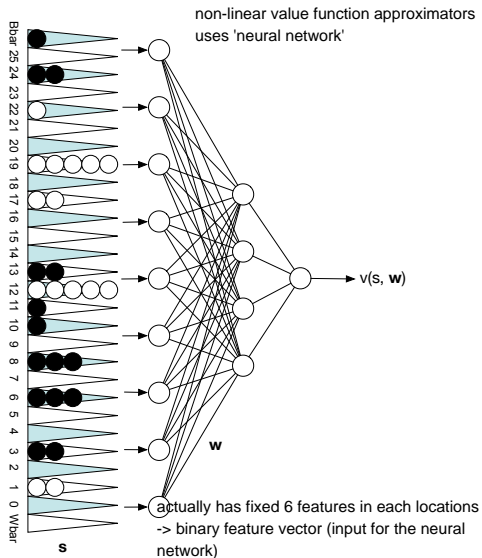 non-linear value function approximators
uses 'neural network'
Bbar
25
24
23
22
21
20
19
18
17
16
15
14
13
12
11
10
9
8
7
6
5
4
3
2
1
0
Wbar
s
w
v(s, w)
actually has fixed 6 features in each locations
-> binary feature vector (input for the neural
network)